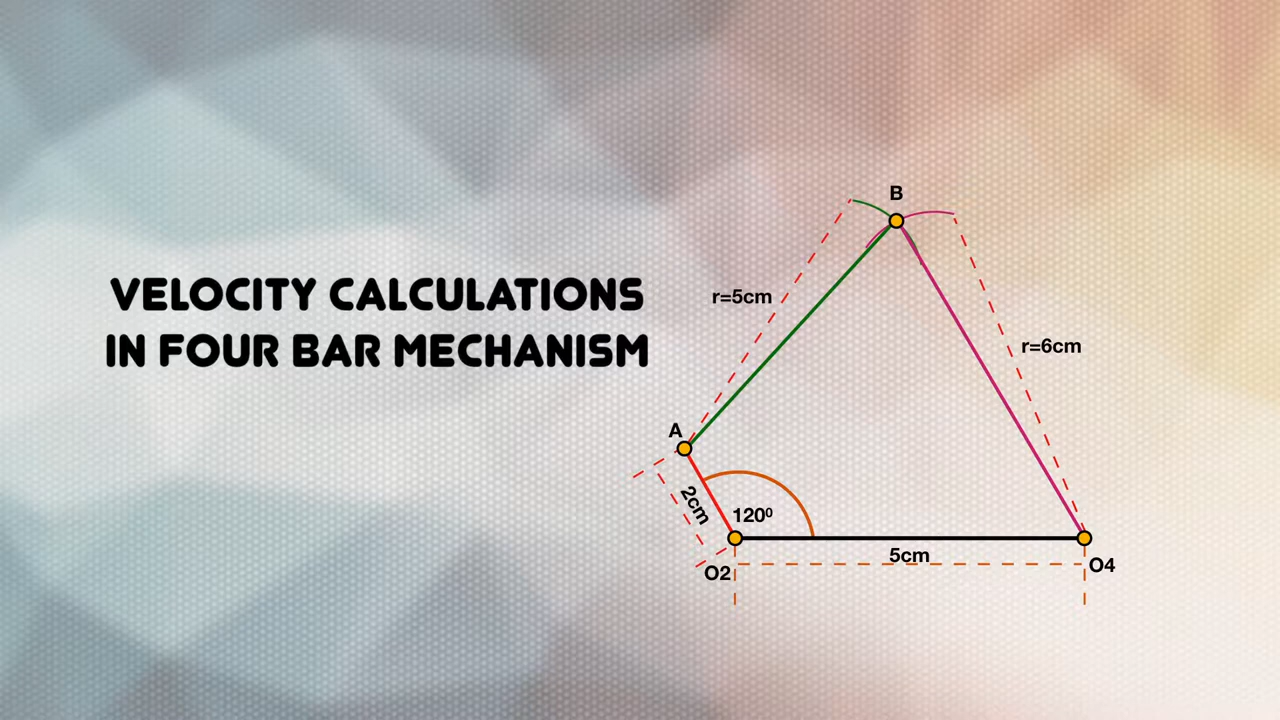 VELOCITY CALCULATIONS
IN FOUR BAR MECHANISM
B
r=5cm
r=6cm
A
2cm
120⁰
5cm
O2
O4